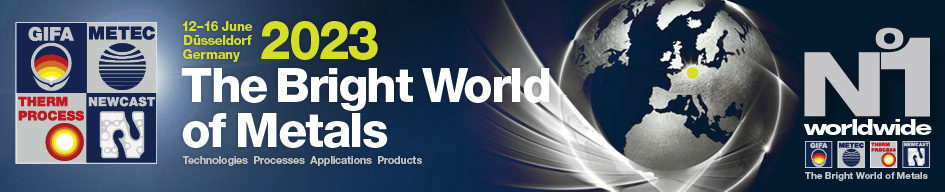 GIFA METEC
THERM PROCESS NEWCAST
12–16 June
Düsseldorf
Germany
2023
The Bright World
of Metals
Technologies Processes Applications Products
No1
worldwide
GIFA METEC THERM PROCESS NEWCAST
The Bright World of Metals